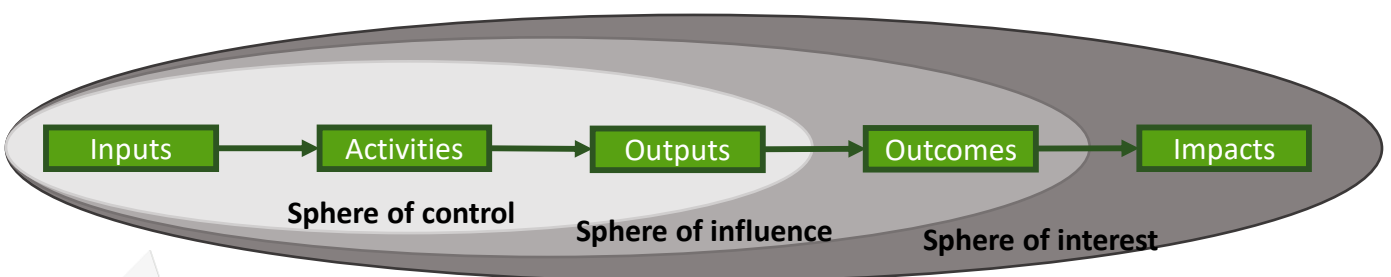 Inputs
Activities
Outputs
Outcomes
Impacts
Sphere of control
Sphere of influence
Sphere of interest